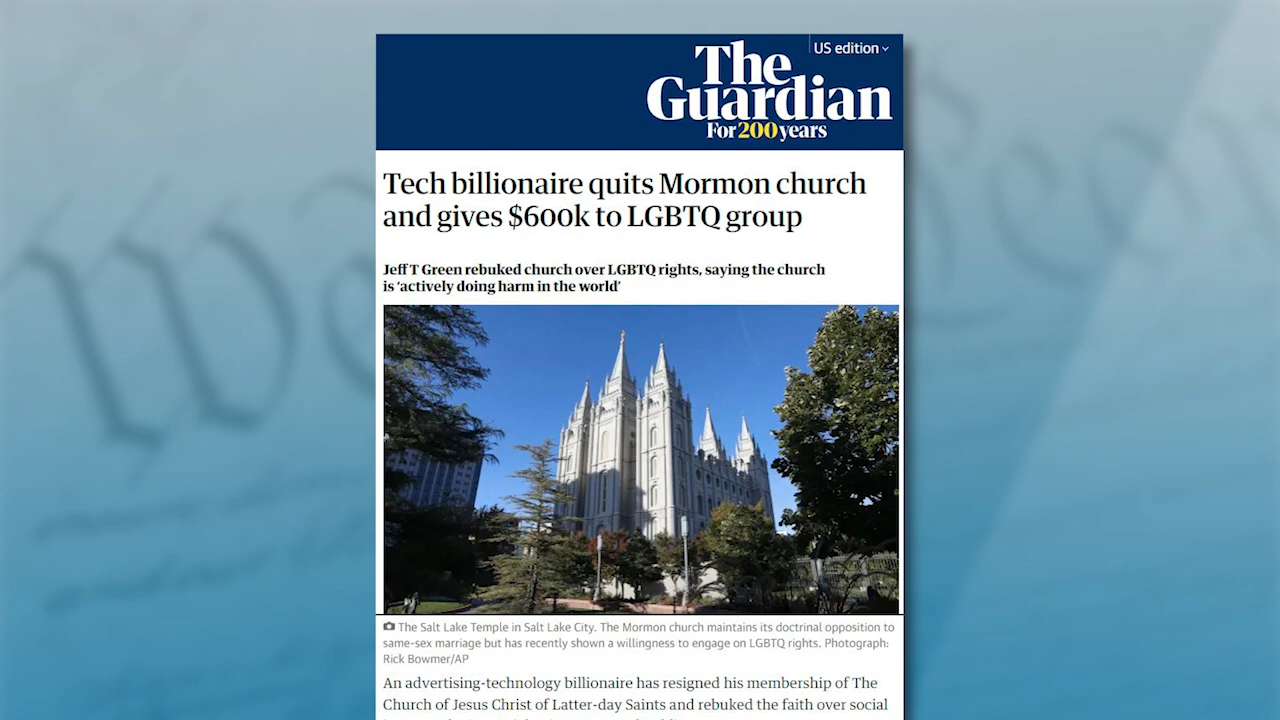 US edition
The
Guardian
For 200 years
Tech billionaire quits Mormon church
and gives $600k to LGBTQ group
Jeff T Green rebuked church over LGBTQ rights, saying the church
is ‘actively doing harm in the world’
The Salt Lake Temple in Salt Lake City. The Mormon church maintains its doctrinal opposition to
same-sex marriage but has recently shown a willingness to engage on LGBTQ rights. Photograph:
Rick Bowmer/AP
An advertising-technology billionaire has resigned his membership of The
Church of Jesus Christ of Latter-day Saints and rebuked the faith over social